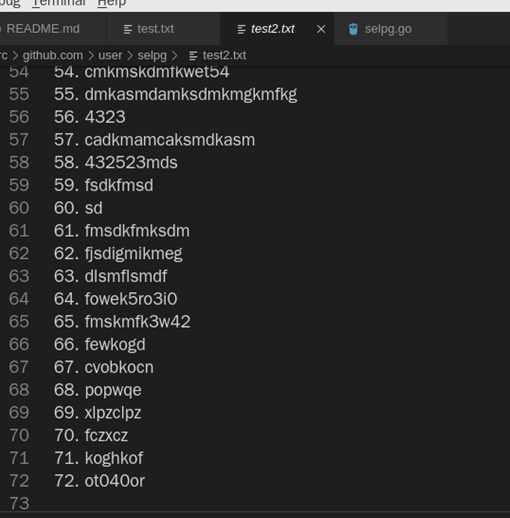 bug Terminal Help
README.md test.txt test2.txt selpg.go
rc > github.com > user > selpg > test2.txt
54 54. cmkmskdmfkwet54
55 55. dmkasmdamksdmkmgkmfkg
56 56. 4323
57 57. cadkmamcaksmdkasm
58 58. 432523mds
59 59. fsdkfmsd
60 60. sd
61 61. fmsdkfmksdm
62 62. fjsdigmikmeg
63 63. dlsmflsmdf
64 64. fowek5ro3i0
65 65. fmskmfk3w42
66 66. fewkogd
67 67. cvobkocn
68 68. popwqe
69 69. xlpzclpz
70 70. fczxcz
71 71. koghkof
72 72. ot040or
73